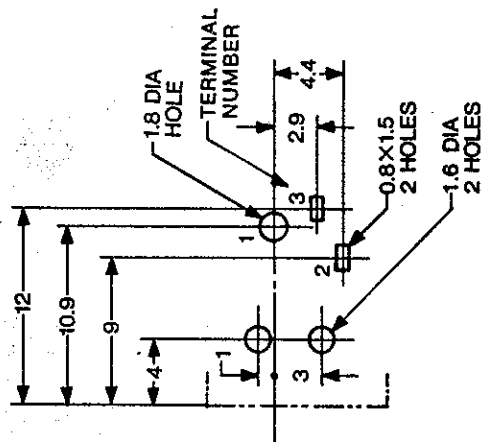 12
10.9
9
4
1
3
1.8 DIA
HOLE
TERMINAL
NUMBER
2.9
4.4
1
3
2
0.8X1.5
2 HOLES
1.6 DIA
2 HOLES